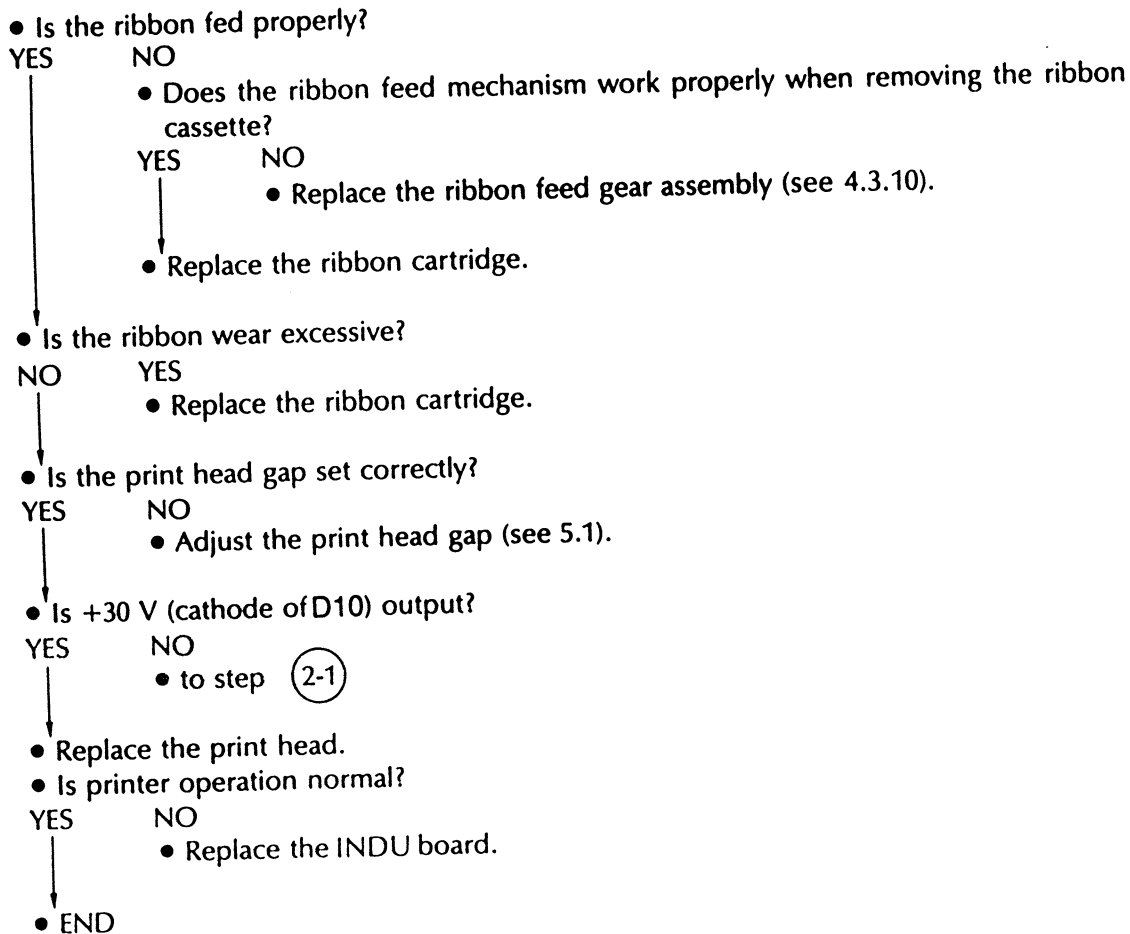 • Is the ribbon fed properly?
YES NO
• Does the ribbon feed mechanism work properly when removing the ribbon
cassette?
YES NO
• Replace the ribbon feed gear assembly (see 4.3.10).
• Replace the ribbon cartridge.
• Is the ribbon wear excessive?
NO YES
• Replace the ribbon cartridge.
• Is the print head gap set correctly?
YES NO
• Adjust the print head gap (see 5.1).
• Is +30 V (cathode of D10) output?
YES NO
• to step 2-1
• Replace the print head.
• Is printer operation normal?
YES NO
• Replace the INDU board.
• END